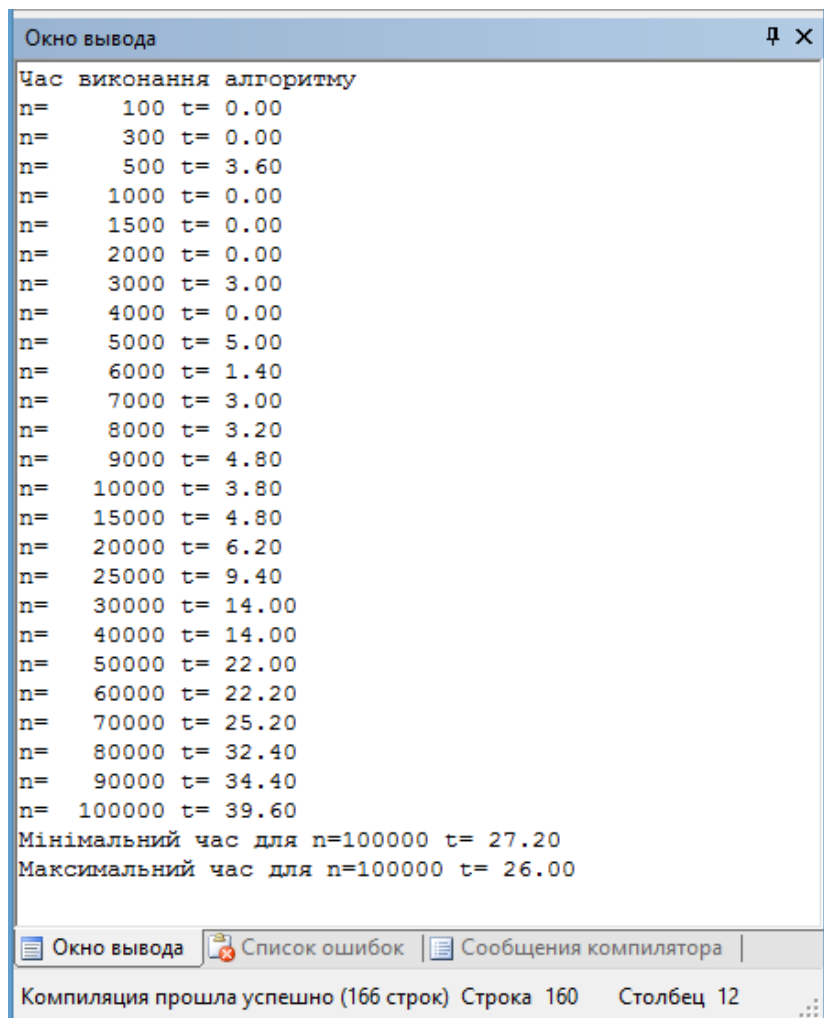 Окно вывода
Час виконання алгоритму
n=     100 t= 0.00
n=     300 t= 0.00
n=     500 t= 3.60
n=    1000 t= 0.00
n=    1500 t= 0.00
n=    2000 t= 0.00
n=    3000 t= 3.00
n=    4000 t= 0.00
n=    5000 t= 5.00
n=    6000 t= 1.40
n=    7000 t= 3.00
n=    8000 t= 3.20
n=    9000 t= 4.80
n=   10000 t= 3.80
n=   15000 t= 4.80
n=   20000 t= 6.20
n=   25000 t= 9.40
n=   30000 t= 14.00
n=   40000 t= 14.00
n=   50000 t= 22.00
n=   60000 t= 22.20
n=   70000 t= 25.20
n=   80000 t= 32.40
n=   90000 t= 34.40
n=  100000 t= 39.60
Мінімальний час для n=100000 t= 27.20
Максимальний час для n=100000 t= 26.00
Окно вывода Список ошибок Сообщения компилятора
Компиляция прошла успешно (166 строк) Строка 160 Столбец 12